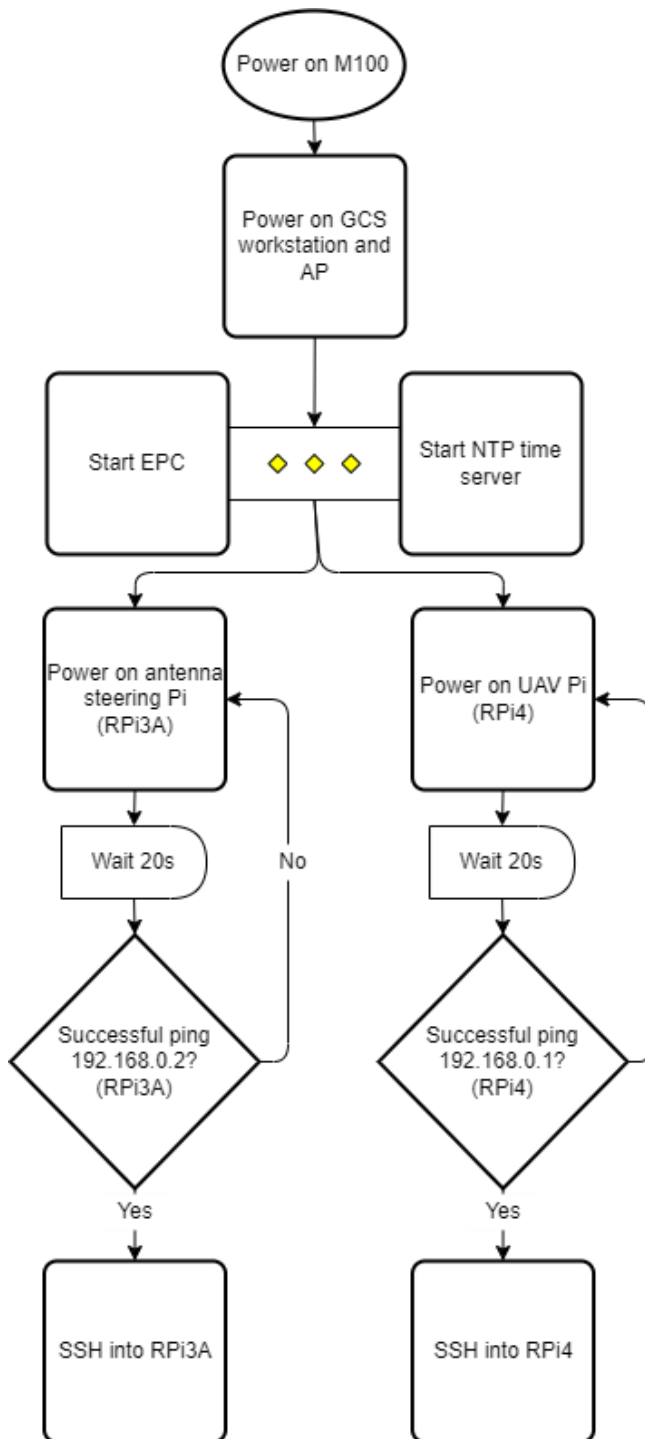 Power on M100
Power on GCS
workstation and
AP
Start EPC
Start NTP time
server
Power on antenna
steering Pi
(RPi3A)
Power on UAV Pi
(RPi4)
Wait 20s
No
Wait 20s
Successful ping
192.168.0.2?
(RPi3A)
Successful ping
192.168.0.1?
(RPi4)
Yes
Yes
SSH into RPi3A
SSH into RPi4